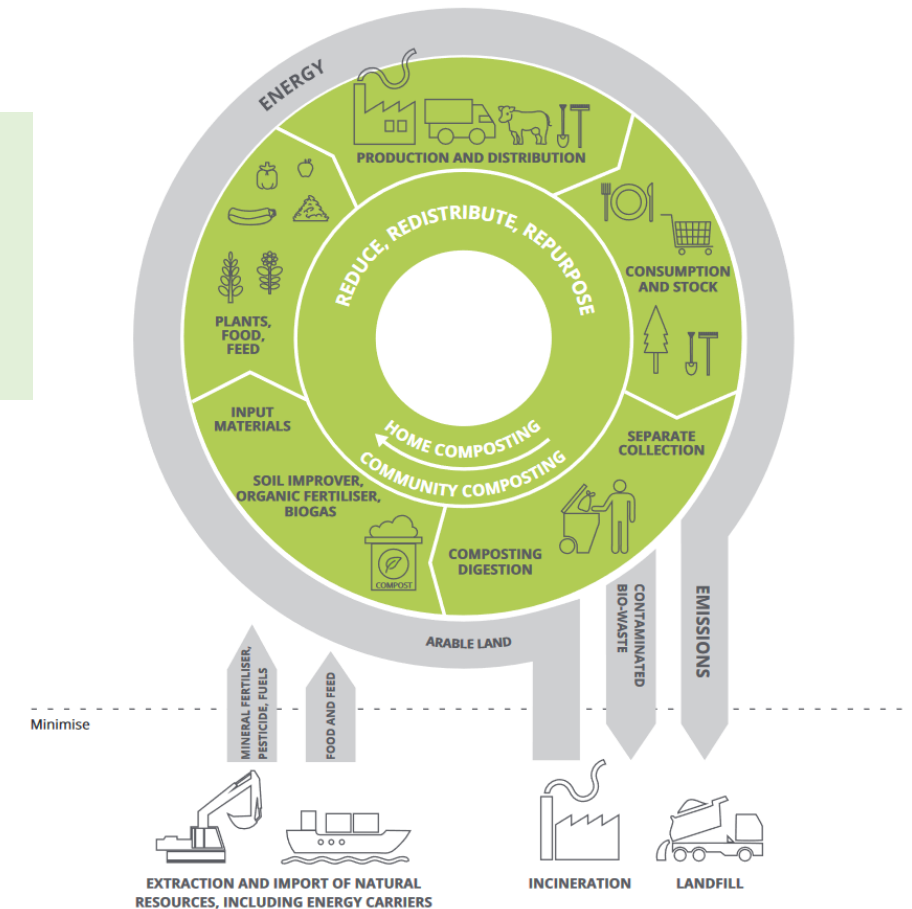 ENERGY
PRODUCTION AND DISTRIBUTION
REDUCE, REDISTRIBUTE, REPURPOSE
CONSUMPTION
AND STOCK
PLANTS,
FOOD,
FEED
INPUT
MATERIALS
HOME COMPOSTING
COMMUNITY COMPOSTING
SEPARATE
COLLECTION
SOIL IMPROVER,
ORGANIC FERTILISER,
BIOGAS
COMPOST
COMPOSTING
DIGESTION
ARABLE LAND
CONTAMINATED
BIO-WASTE
EMISSIONS
MINERAL FERTILISER,
PESTICIDE, FUELS
FOOD AND FEED
Minimise
EXTRACTION AND IMPORT OF NATURAL
RESOURCES, INCLUDING ENERGY CARRIERS
INCINERATION
LANDFILL